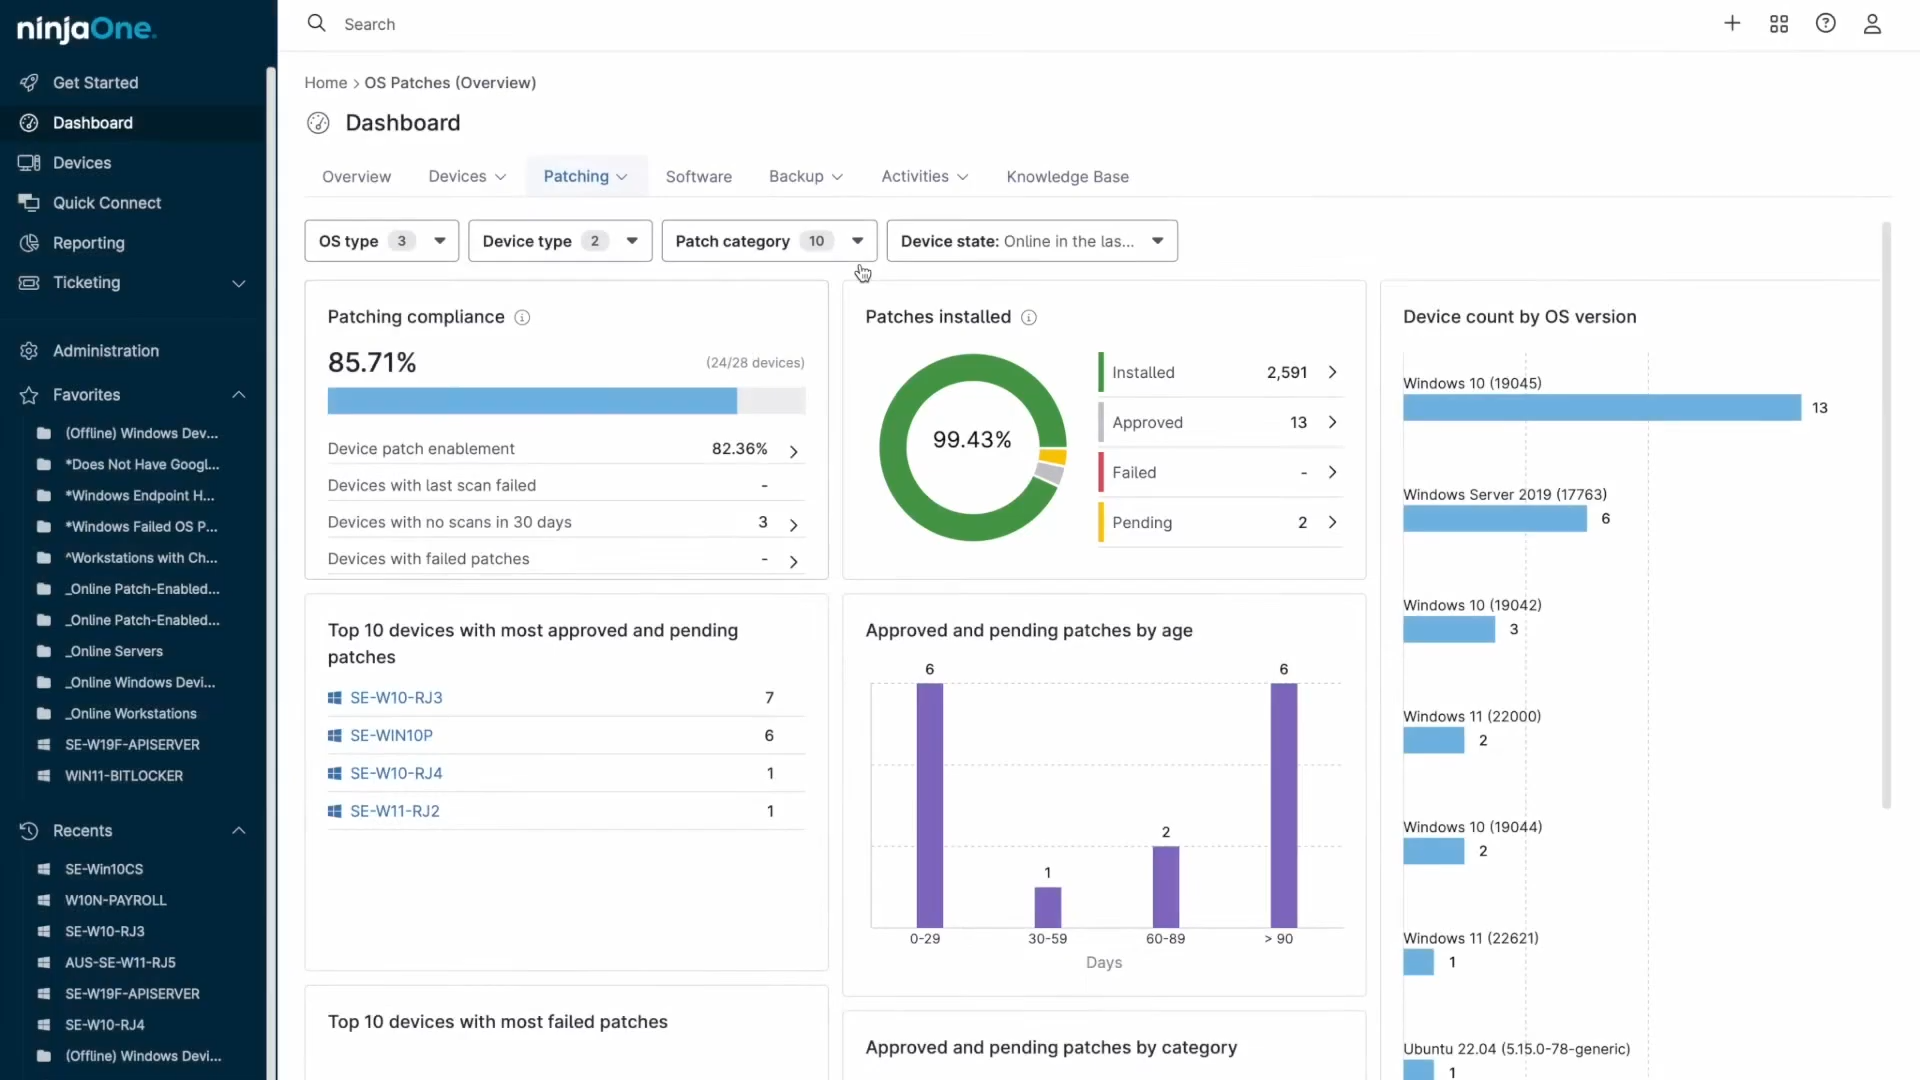 ninjaOne.
Search
Get Started
Dashboard
Devices
Quick Connect
Reporting
Ticketing
Administration
Favorites
(Offline) Windows Dev...
*Does Not Have Googl...
*Windows Endpoint H...
*Windows Failed OS P...
^Workstations with Ch...
_Online Patch-Enabled...
_Online Patch-Enabled...
_Online Servers
_Online Windows Devi...
_Online Workstations
SE-W19F-APISERVER
WIN11-BITLOCKER
Recents
SE-Win10CS
W10N-PAYROLL
SE-W10-RJ3
AUS-SE-W11-RJ5
SE-W19F-APISERVER
SE-W10-RJ4
(Offline) Windows Devi...
Home > OS Patches (Overview)
Dashboard
Overview Devices Patching Software Backup Activities Knowledge Base
OS type 3 Device type 2 Patch category 10 Device state: Online in the las...
Patching compliance
85.71% (24/28 devices)
Device patch enablement 82.36%
Devices with last scan failed -
Devices with no scans in 30 days 3
Devices with failed patches -
Patches installed
99.43%
Installed 2,591
Approved 13
Failed -
Pending 2
Top 10 devices with most approved and pending
patches
SE-W10-RJ3 7
SE-WIN10P 6
SE-W10-RJ4 1
SE-W11-RJ2 1
Approved and pending patches by age
6 1 2 6
0-29 30-59 60-89 > 90
Days
Top 10 devices with most failed patches
Approved and pending patches by category
Device count by OS version
Windows 10 (19045)
13
Windows Server 2019 (17763)
6
Windows 10 (19042)
3
Windows 11 (22000)
2
Windows 10 (19044)
2
Windows 11 (22621)
1
Ubuntu 22.04 (5.15.0-78-generic)
1